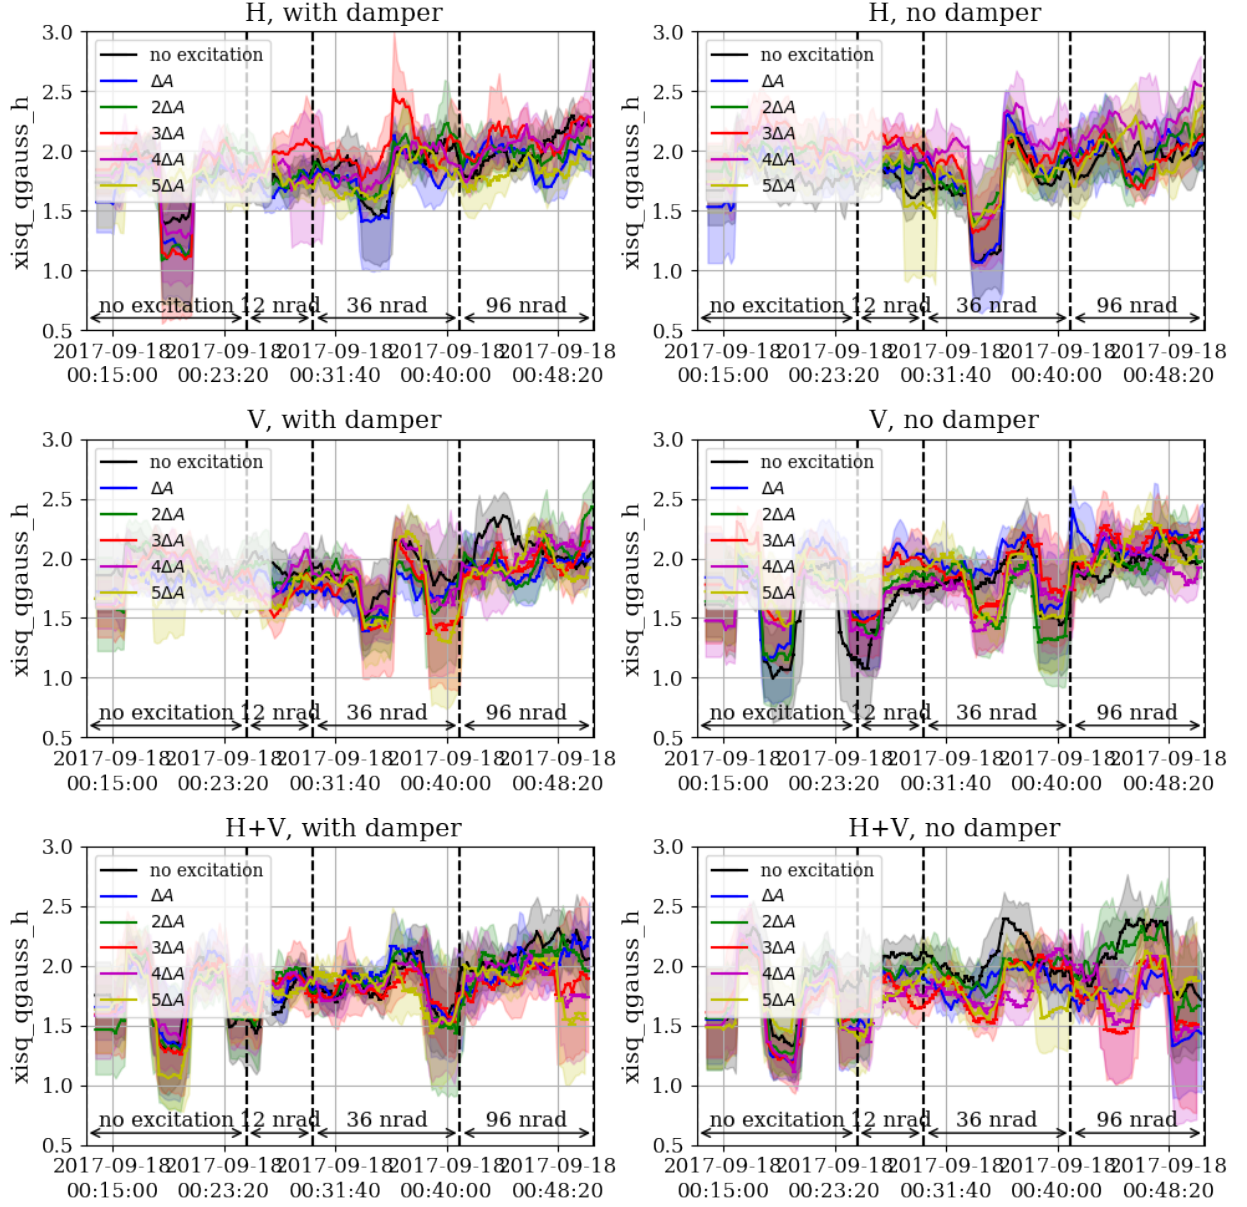 H, with damper
xisq_qgauss_h
3.0
2.5
2.0
1.5
1.0
0.5
no excitation
ΔA
2ΔA
3ΔA
4ΔA
5ΔA
no excitation 12 nrad 36 nrad 96 nrad
2017-09-18 2017-09-18 2017-09-18 2017-09-18 2017-09-18
00:15:00 00:23:20 00:31:40 00:40:00 00:48:20
H, no damper
xisq_qgauss_h
3.0
2.5
2.0
1.5
1.0
0.5
no excitation
ΔA
2ΔA
3ΔA
4ΔA
5ΔA
no excitation 12 nrad 36 nrad 96 nrad
2017-09-18 2017-09-18 2017-09-18 2017-09-18 2017-09-18
00:15:00 00:23:20 00:31:40 00:40:00 00:48:20
V, with damper
xisq_qgauss_h
3.0
2.5
2.0
1.5
1.0
0.5
no excitation
ΔA
2ΔA
3ΔA
4ΔA
5ΔA
no excitation 12 nrad 36 nrad 96 nrad
2017-09-18 2017-09-18 2017-09-18 2017-09-18 2017-09-18
00:15:00 00:23:20 00:31:40 00:40:00 00:48:20
V, no damper
xisq_qgauss_h
3.0
2.5
2.0
1.5
1.0
0.5
no excitation
ΔA
2ΔA
3ΔA
4ΔA
5ΔA
no excitation 12 nrad 36 nrad 96 nrad
2017-09-18 2017-09-18 2017-09-18 2017-09-18 2017-09-18
00:15:00 00:23:20 00:31:40 00:40:00 00:48:20
H+V, with damper
xisq_qgauss_h
3.0
2.5
2.0
1.5
1.0
0.5
no excitation
ΔA
2ΔA
3ΔA
4ΔA
5ΔA
no excitation 12 nrad 36 nrad 96 nrad
2017-09-18 2017-09-18 2017-09-18 2017-09-18 2017-09-18
00:15:00 00:23:20 00:31:40 00:40:00 00:48:20
H+V, no damper
xisq_qgauss_h
3.0
2.5
2.0
1.5
1.0
0.5
no excitation
ΔA
2ΔA
3ΔA
4ΔA
5ΔA
no excitation 12 nrad 36 nrad 96 nrad
2017-09-18 2017-09-18 2017-09-18 2017-09-18 2017-09-18
00:15:00 00:23:20 00:31:40 00:40:00 00:48:20